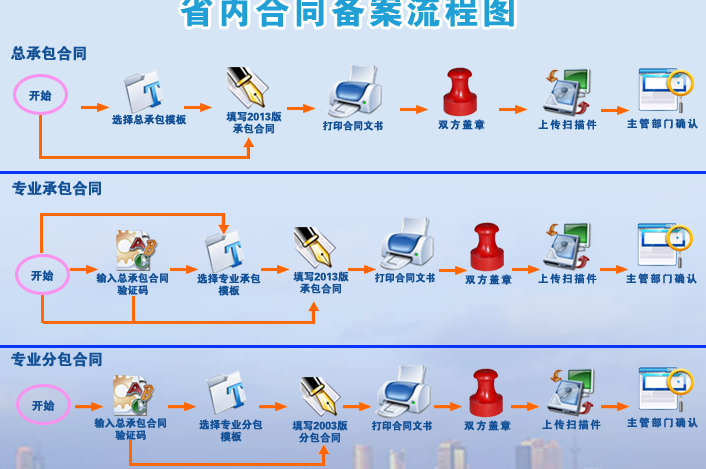 省内合同备案流程图
总承包合同
开始
选择总承包模板
填写2013版
承包合同
打印合同文书
双方盖章
上传扫描件
主管部门确认
专业承包合同
开始
输入总承包合同
验证码
选择专业承包
模板
填写2013版
承包合同
打印合同文书
双方盖章
上传扫描件
主管部门确认
专业分包合同
开始
输入总承包合同
验证码
选择专业分包
模板
填写2003版
分包合同
打印合同文书
双方盖章
上传扫描件
主管部门确认